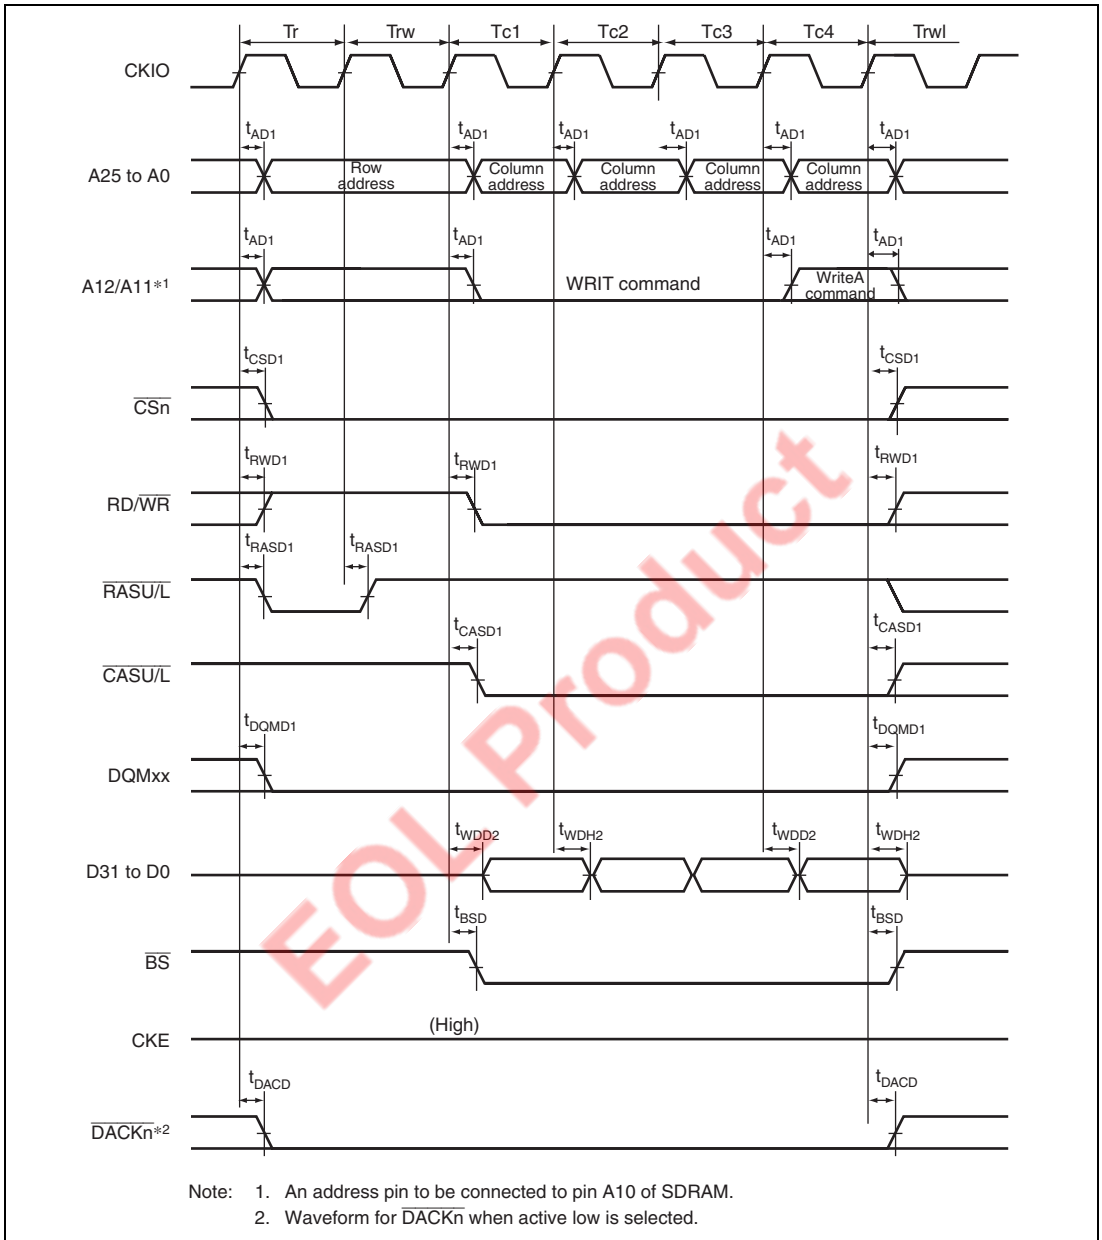 Tr Trw Tc1 Tc2 Tc3 Tc4 Trwl
CKIO
tAD1 tAD1 tAD1 tAD1 tAD1 tAD1
A25 to A0 Row address Column address Column address Column address Column address
tAD1 tAD1 tAD1 tAD1
A12/A11*1 WRIT command WriteA command
tCSD1 tCSD1
CSn
tRWD1 tRWD1 tRWD1
RD/WR
tRASD1 tRASD1
RASU/L
tCASD1 tCASD1
CASU/L
tDQMD1 tDQMD1
DQMxx
tWDD2 tWDH2 tWDD2 tWDH2
D31 to D0
tBSD tBSD
BS
(High)
CKE
tDACD tDACD
DACKn*2
Note: 1. An address pin to be connected to pin A10 of SDRAM.
2. Waveform for DACKn when active low is selected.
EOL Product